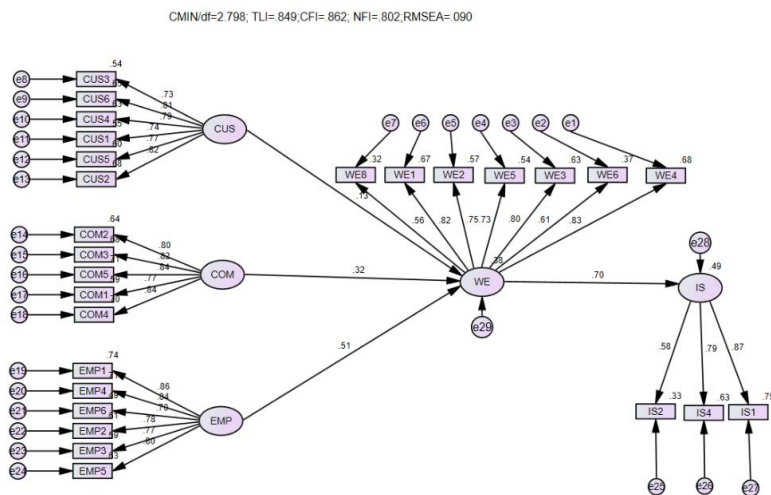 CMIN/df=2.798; TLI=.849;CFI=.862; NFI=.802;RMSEA=.090
.54
e8 CUS3
.73
e9 CUS6
.81
e10 CUS4
.79
e11 CUS1
.74
e12 CUS5
.77
e13 CUS2
.82
CUS
.13
e7 e6 e5 e4 e3 e2 e1
WE8 .32 WE1 .67 WE2 .57 WE5 .54 WE3 .63 WE6 .37 WE4 .68
.56 .82 .75 .73 .80 .61 .83
.64
e14 COM2
.80
e15 COM3
.82
e16 COM5
.84
e17 COM1
.77
e18 COM4
.84
COM
.32
.38
WE
e29
.70
e28
.49
IS
.74
e19 EMP1
.86
e20 EMP4
.84
e21 EMP6
.70
e22 EMP2
.78
e23 EMP3
.77
e24 EMP5
.80
EMP
.51
.58 .79 .87
IS2 .33 IS4 .63 IS1 .75
e25 e26 e27